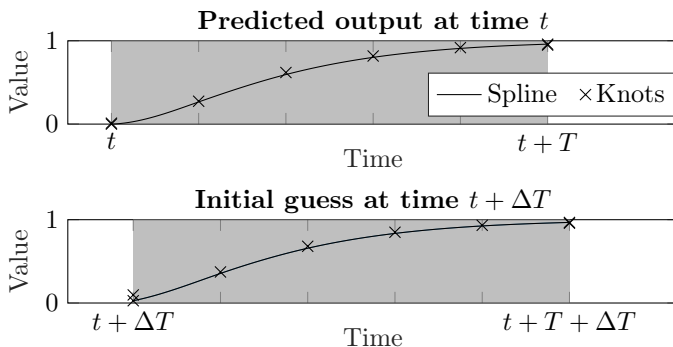 Predicted output at time t
1
Value
Spline × Knots
0
t
t + T
Time
Initial guess at time t + ΔT
1
Value
0
t + ΔT
t + T + ΔT
Time